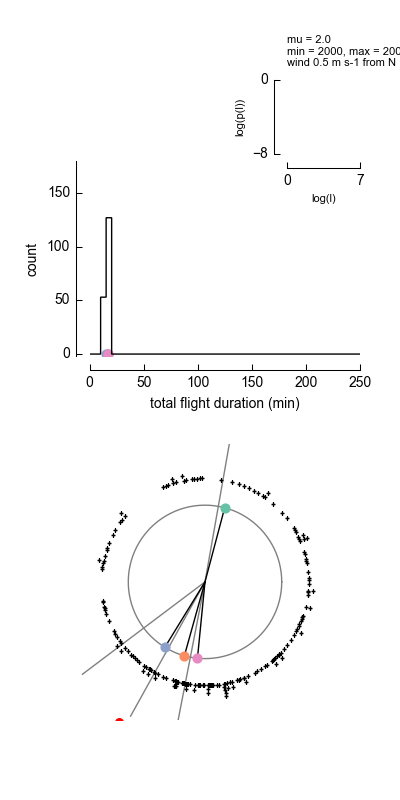 mu = 2.0
min = 2000, max = 200
wind 0.5 m s-1 from N
0
log(p(l))
−8
0 7
log(l)
150
100
count
50
0
0 50 100 150 200 250
total flight duration (min)